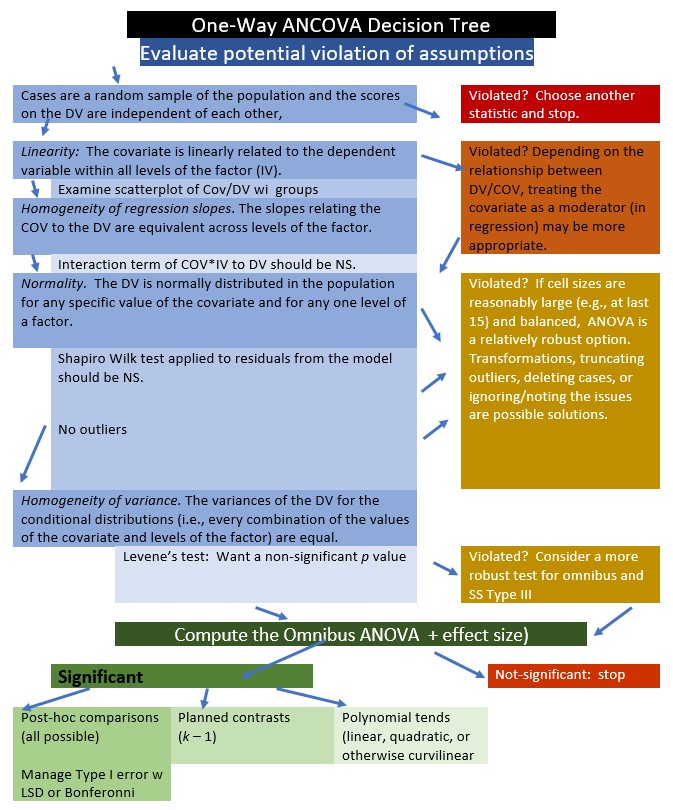 One-Way ANCOVA Decision Tree
Evaluate potential violation of assumptions
Cases are a random sample of the population and the scores
on the DV are independent of each other,
Violated?  Choose another
statistic and stop.
Linearity:  The covariate is linearly related to the dependent
variable within all levels of the factor (IV).
Examine scatterplot of Cov/DV wi  groups
Homogeneity of regression slopes. The slopes relating the
COV to the DV are equivalent across levels of the factor.
Violated? Depending on the
relationship between
DV/COV, treating the
covariate as a moderator (in
regression) may be more
appropriate.
Interaction term of COV*IV to DV should be NS.
Normality.  The DV is normally distributed in the population
for any specific value of the covariate and for any one level of
a factor.
Shapiro Wilk test applied to residuals from the model
should be NS.
No outliers
Violated?  If cell sizes are
reasonably large (e.g., at last
15) and balanced,  ANOVA is
a relatively robust option.
Transformations, truncating
outliers, deleting cases, or
ignoring/noting the issues
are possible solutions.
Homogeneity of variance. The variances of the DV for the
conditional distributions (i.e., every combination of the values
of the covariate and levels of the factor) are equal.
Levene's test:  Want a non-significant p value
Violated?  Consider a more
robust test for omnibus and
SS Type III
Compute the Omnibus ANOVA  + effect size)
Significant
Not-significant:  stop
Post-hoc comparisons
(all possible)
Manage Type I error w
LSD or Bonferonni
Planned contrasts
(k – 1)
Polynomial tends
(linear, quadratic, or
otherwise curvilinear